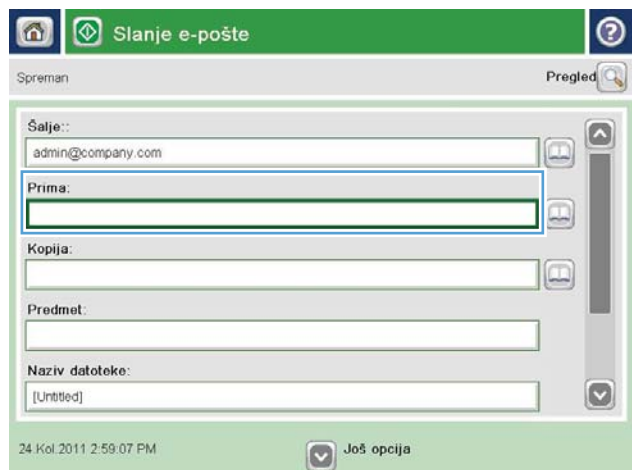 Slanje e-pošte
Spreman
Pregled
Šalje::
admin@company.com
Prima:
Kopija:
Predmet:
Naziv datoteke:
[Untitled]
24.Kol.2011 2:59:07 PM
Još opcija